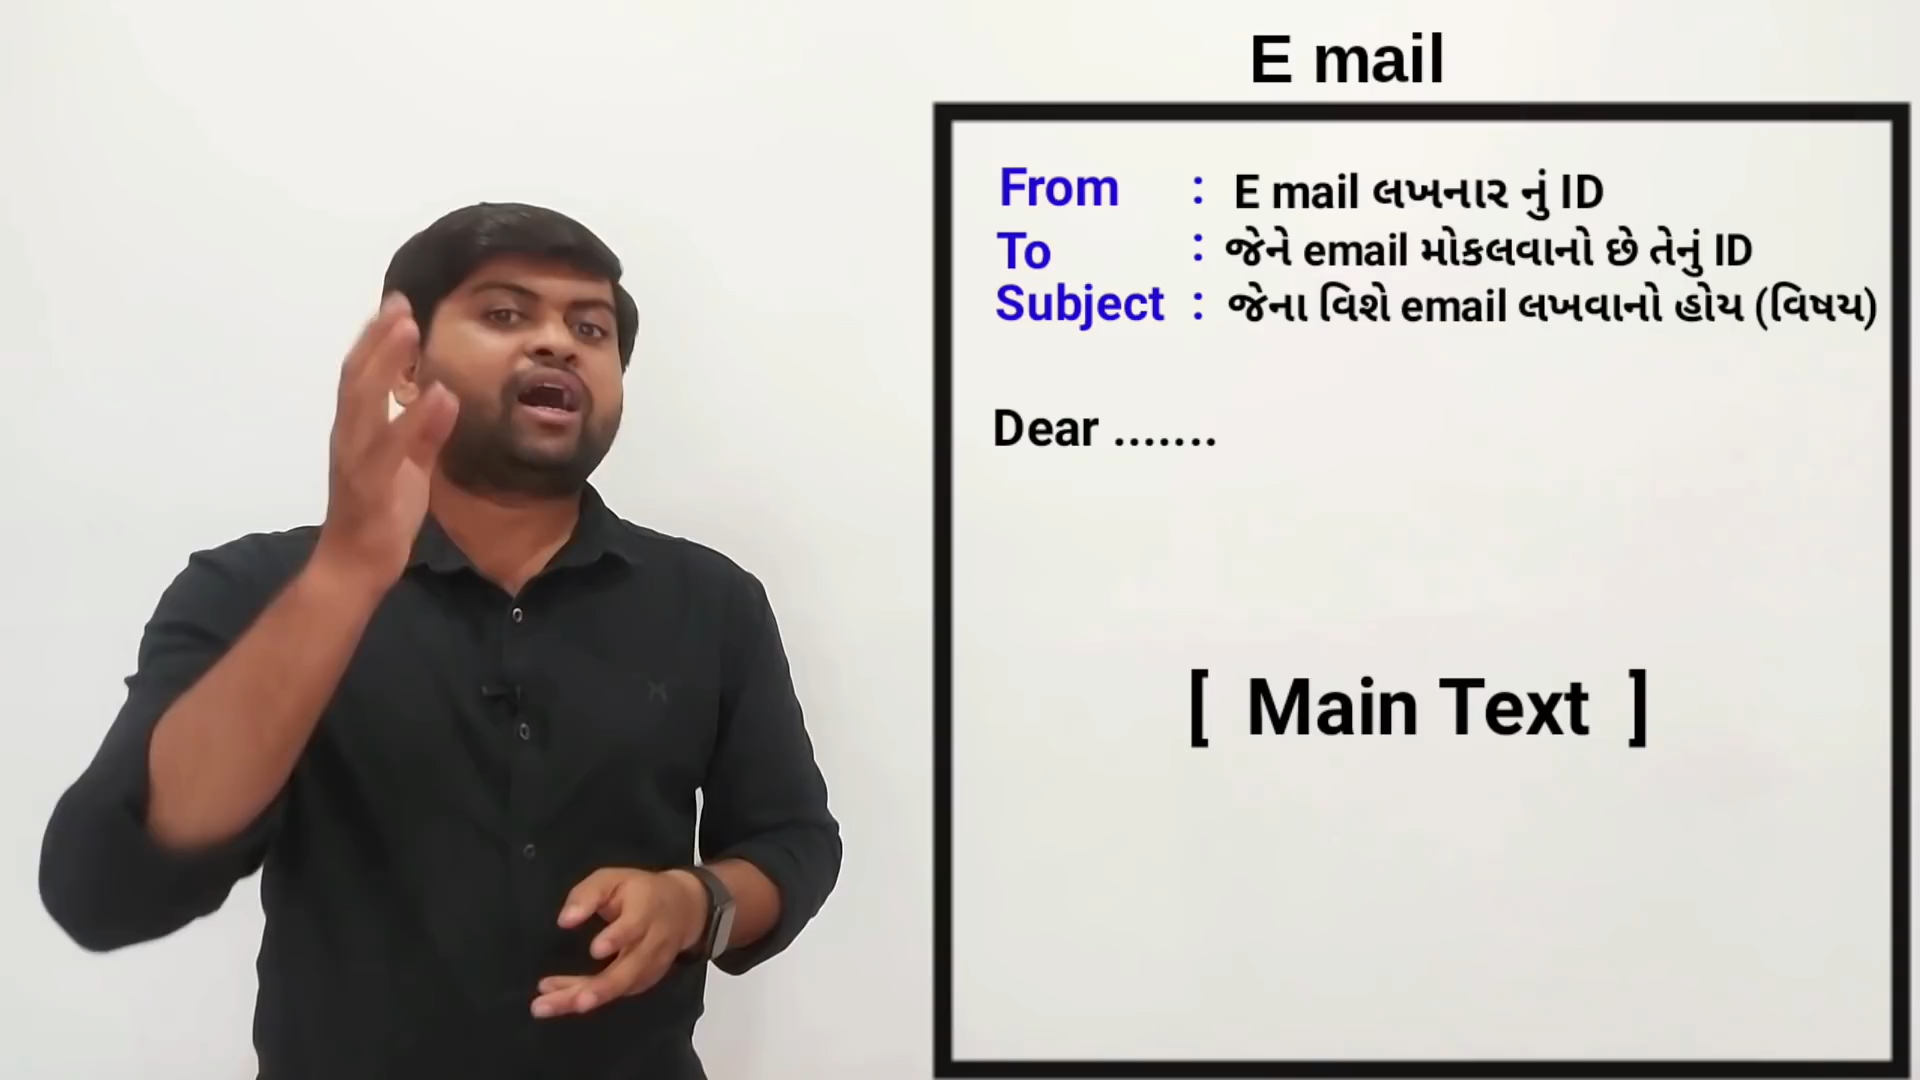 E mail
From : E mail લખનાર નું ID
To : જેને email મોકલવાનો છે તેનું ID
Subject : જેના વિશે email લખવાનો હોય (વિષય)
Dear .......
[ Main Text ]